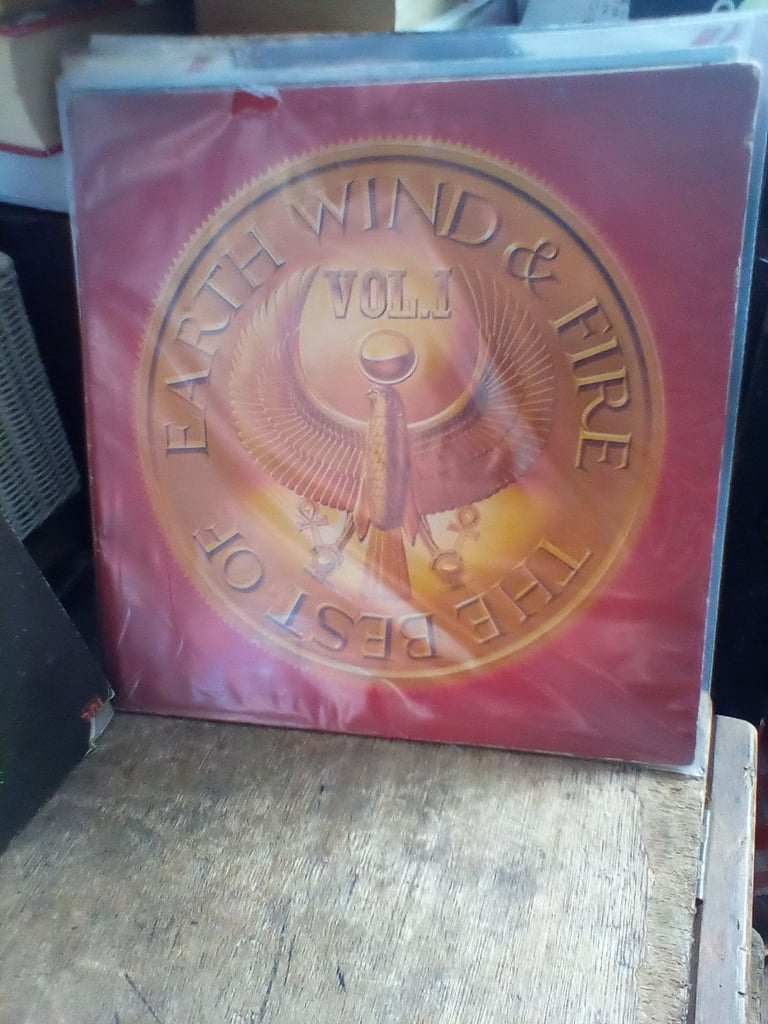 THE BEST OF
EARTH WIND & FIRE
VOL.I